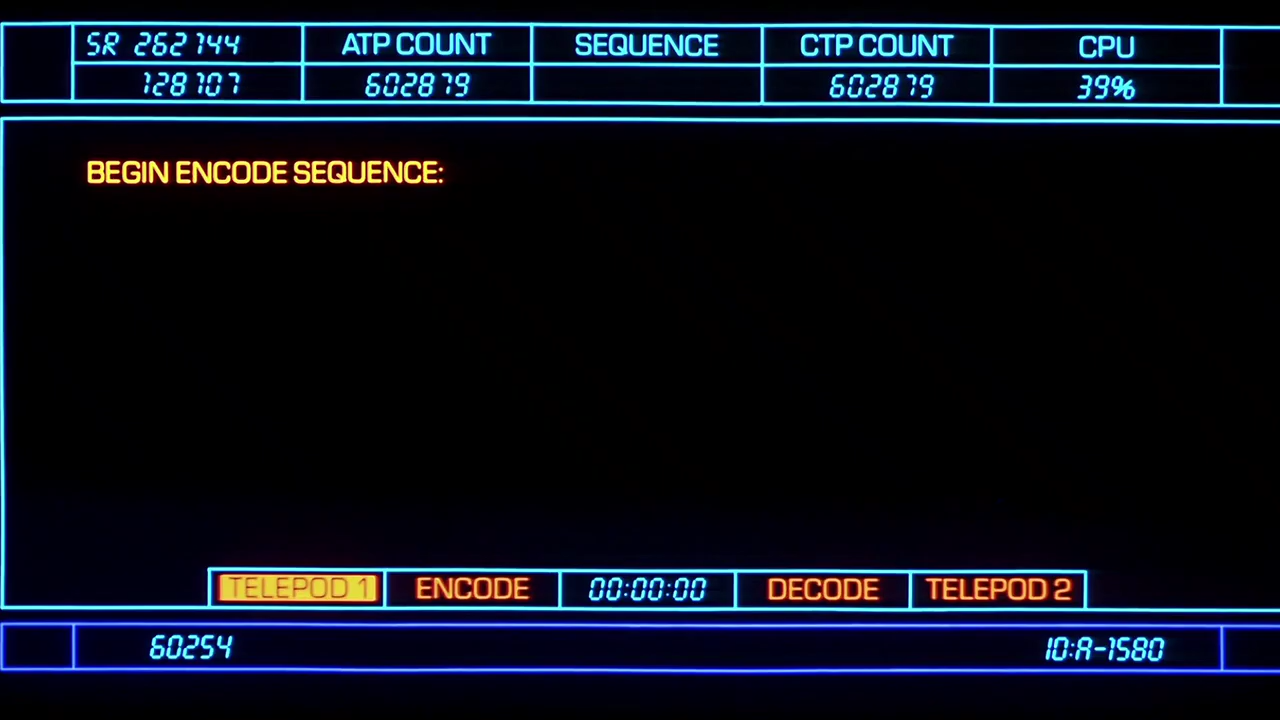 SR 262144 ATP COUNT SEQUENCE CTP COUNT CPU
128107 602879 602879 39%
BEGIN ENCODE SEQUENCE:
TELEPOD 1 ENCODE 00:00:00 DECODE TELEPOD 2
60254 10:A-1580